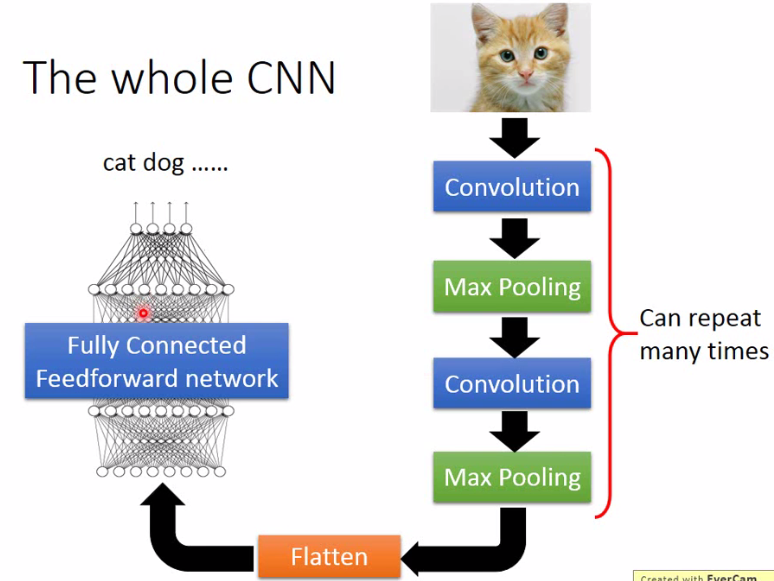 The whole CNN
cat dog ……
Convolution
Max Pooling
Convolution
Max Pooling
Can repeat
many times
Flatten
Fully Connected
Feedforward network
Created with EverCam